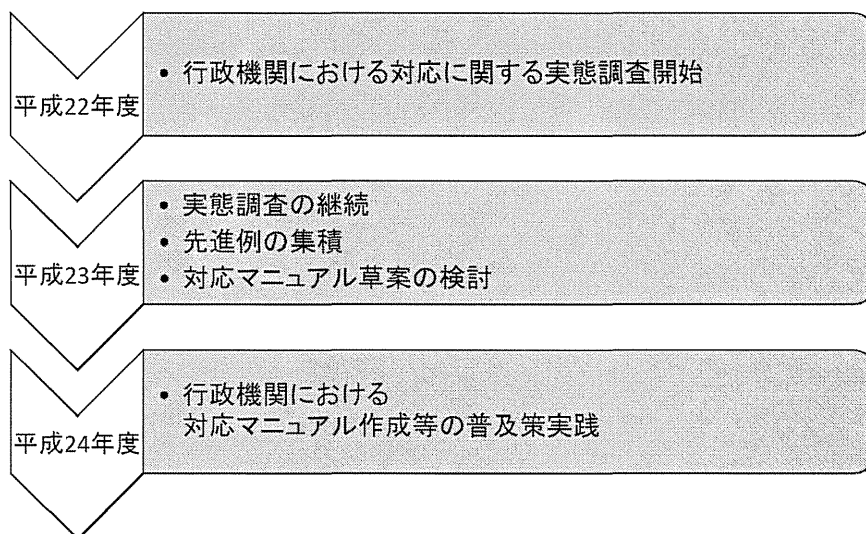 平成22年度
• 行政機関における対応に関する実態調査開始
平成23年度
• 実態調査の継続
• 先進例の集積
• 対応マニュアル草案の検討
平成24年度
• 行政機関における
対応マニュアル作成等の普及策実践